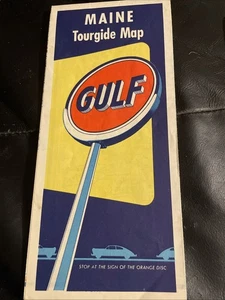 MAINE
Tourgide Map
GULF
STOP AT THE SIGN OF THE ORANGE DISC